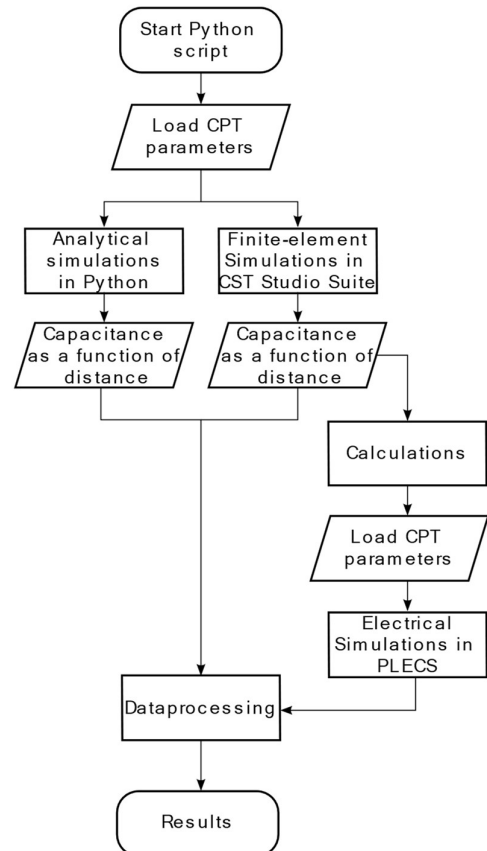 Start Python
script
Load CPT
parameters
Analytical
simulations
in Python
Finite-element
Simulations in
CST Studio Suite
Capacitance
as a function of
distance
Capacitance
as a function of
distance
Calculations
Load CPT
parameters
Electrical
Simulations in
PLECS
Dataprocessing
Results